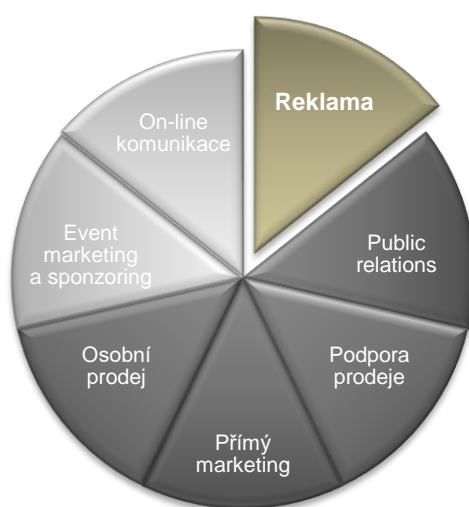 Reklama
On-line
komunikace
Public
relations
Event
marketing
a sponzoring
Osobní
prodej
Podpora
prodeje
Přímý
marketing